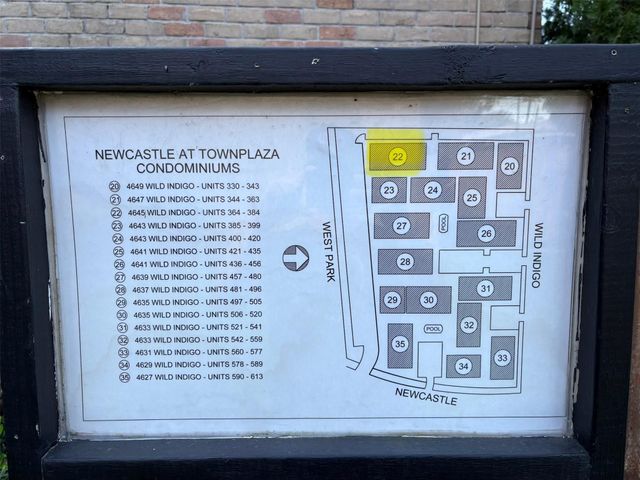 NEWCASTLE AT TOWNPLAZA
CONDOMINIUMS
20 4649 WILD INDIGO - UNITS 330 - 343
21 4647 WILD INDIGO - UNITS 344 - 363
22 4645 WILD INDIGO - UNITS 364 - 384
23 4643 WILD INDIGO - UNITS 385 - 399
24 4643 WILD INDIGO - UNITS 400 - 420
25 4641 WILD INDIGO - UNITS 421 - 435
26 4641 WILD INDIGO - UNITS 436 - 456
27 4639 WILD INDIGO - UNITS 457 - 480
28 4637 WILD INDIGO - UNITS 481 - 496
29 4635 WILD INDIGO - UNITS 497 - 505
30 4635 WILD INDIGO - UNITS 506 - 520
31 4633 WILD INDIGO - UNITS 521 - 541
32 4633 WILD INDIGO - UNITS 542 - 559
33 4631 WILD INDIGO - UNITS 560 - 577
34 4629 WILD INDIGO - UNITS 578 - 589
35 4627 WILD INDIGO - UNITS 590 - 613
WEST PARK
22
21
20
23
24
25
27
POOL
26
WILD INDIGO
28
31
29
30
32
POOL
35
33
34
NEWCASTLE